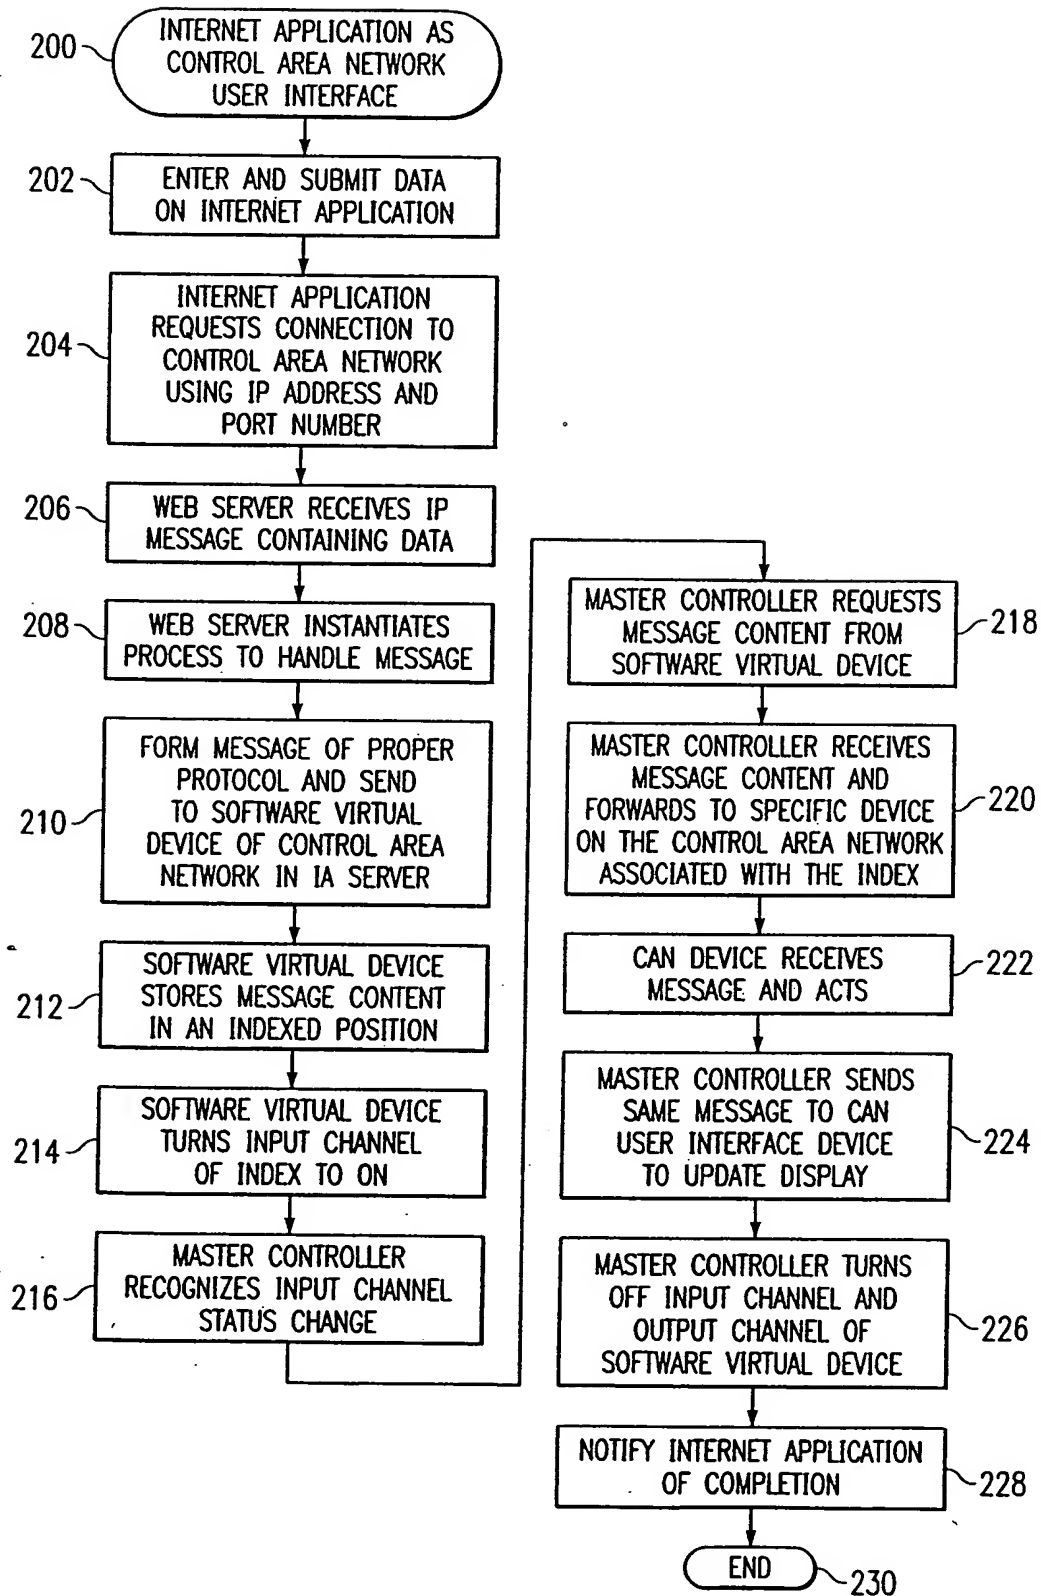 200
INTERNET APPLICATION AS
CONTROL AREA NETWORK
USER INTERFACE
202
ENTER AND SUBMIT DATA
ON INTERNET APPLICATION
204
INTERNET APPLICATION
REQUESTS CONNECTION TO
CONTROL AREA NETWORK
USING IP ADDRESS AND
PORT NUMBER
206
WEB SERVER RECEIVES IP
MESSAGE CONTAINING DATA
208
WEB SERVER INSTANTIATES
PROCESS TO HANDLE MESSAGE
210
FORM MESSAGE OF PROPER
PROTOCOL AND SEND
TO SOFTWARE VIRTUAL
DEVICE OF CONTROL AREA
NETWORK IN IA SERVER
212
SOFTWARE VIRTUAL DEVICE
STORES MESSAGE CONTENT
IN AN INDEXED POSITION
214
SOFTWARE VIRTUAL DEVICE
TURNS INPUT CHANNEL
OF INDEX TO ON
216
MASTER CONTROLLER
RECOGNIZES INPUT CHANNEL
STATUS CHANGE
MASTER CONTROLLER REQUESTS
MESSAGE CONTENT FROM
SOFTWARE VIRTUAL DEVICE
218
MASTER CONTROLLER RECEIVES
MESSAGE CONTENT AND
FORWARDS TO SPECIFIC DEVICE
ON THE CONTROL AREA NETWORK
ASSOCIATED WITH THE INDEX
220
CAN DEVICE RECEIVES
MESSAGE AND ACTS
222
MASTER CONTROLLER SENDS
SAME MESSAGE TO CAN
USER INTERFACE DEVICE
TO UPDATE DISPLAY
224
MASTER CONTROLLER TURNS
OFF INPUT CHANNEL AND
OUTPUT CHANNEL OF
SOFTWARE VIRTUAL DEVICE
226
NOTIFY INTERNET APPLICATION
OF COMPLETION
228
END
230